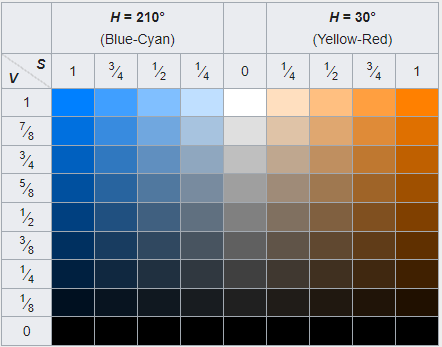 H = 210°
(Blue-Cyan)
H = 30°
(Yellow-Red)
S
V
1 ¾ ½ ¼ 0 ¼ ½ ¾ 1
1
⅞
¾
⅝
½
⅜
¼
⅛
0